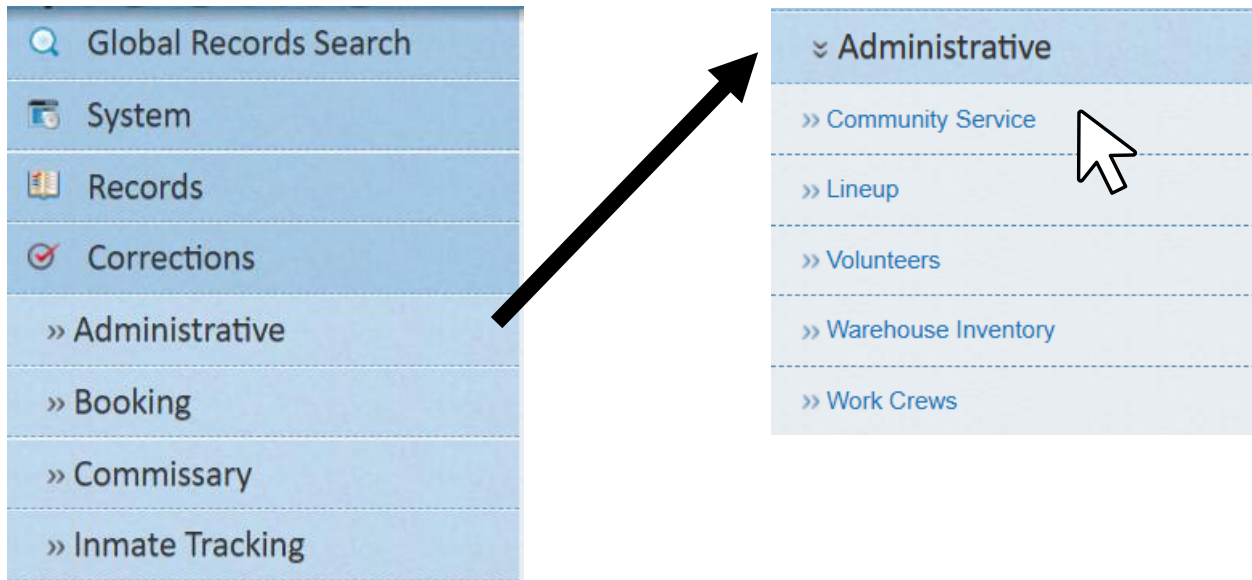 Global Records Search
System
Records
Corrections
» Administrative
» Booking
» Commissary
» Inmate Tracking
Administrative
» Community Service
» Lineup
» Volunteers
» Warehouse Inventory
» Work Crews